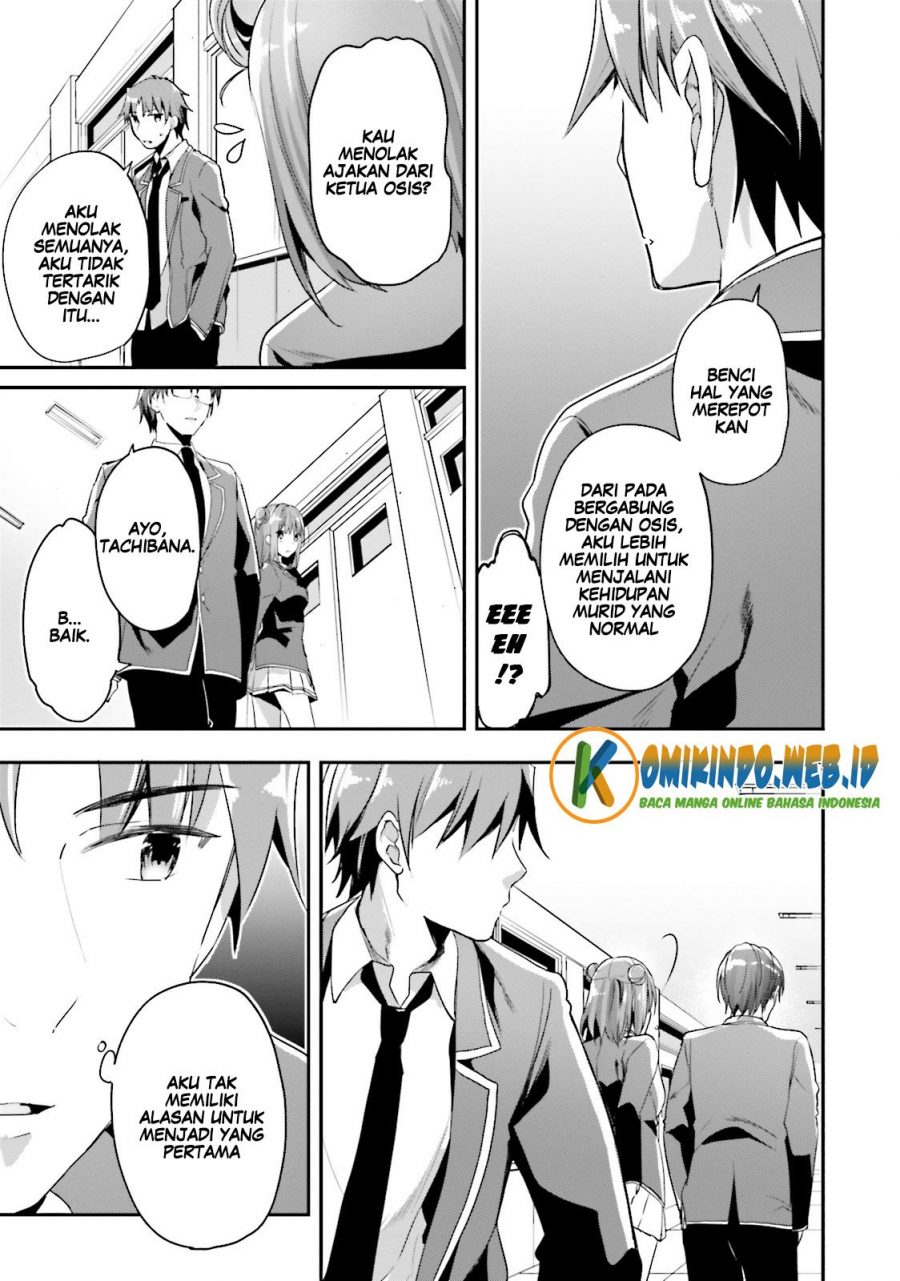 BENCI
HAL YANG
MEREPOT
KAN
DARI PADA
BERGABUNG
DENGAN OSIS,
AKU LEBIH
MEMILIH UNTUK
MENJALANI
KEHIDUPAN
MURID YANG
NORMAL
EEE
EH
!?
KAU
MENOLAK
AJAKAN DARI
KETUA OSIS?
AKU
MENOLAK
SEMUANYA,
AKU TIDAK
TERTARIK
DENGAN
ITU...
AYO,
TACHIBANA.
B...
BAIK.
KOMIKINDO.WEB.ID
BACA MANGA ONLINE BAHASA INDONESIA
AKU TAK
MEMILIKI
ALASAN UNTUK
MENJADI YANG
PERTAMA